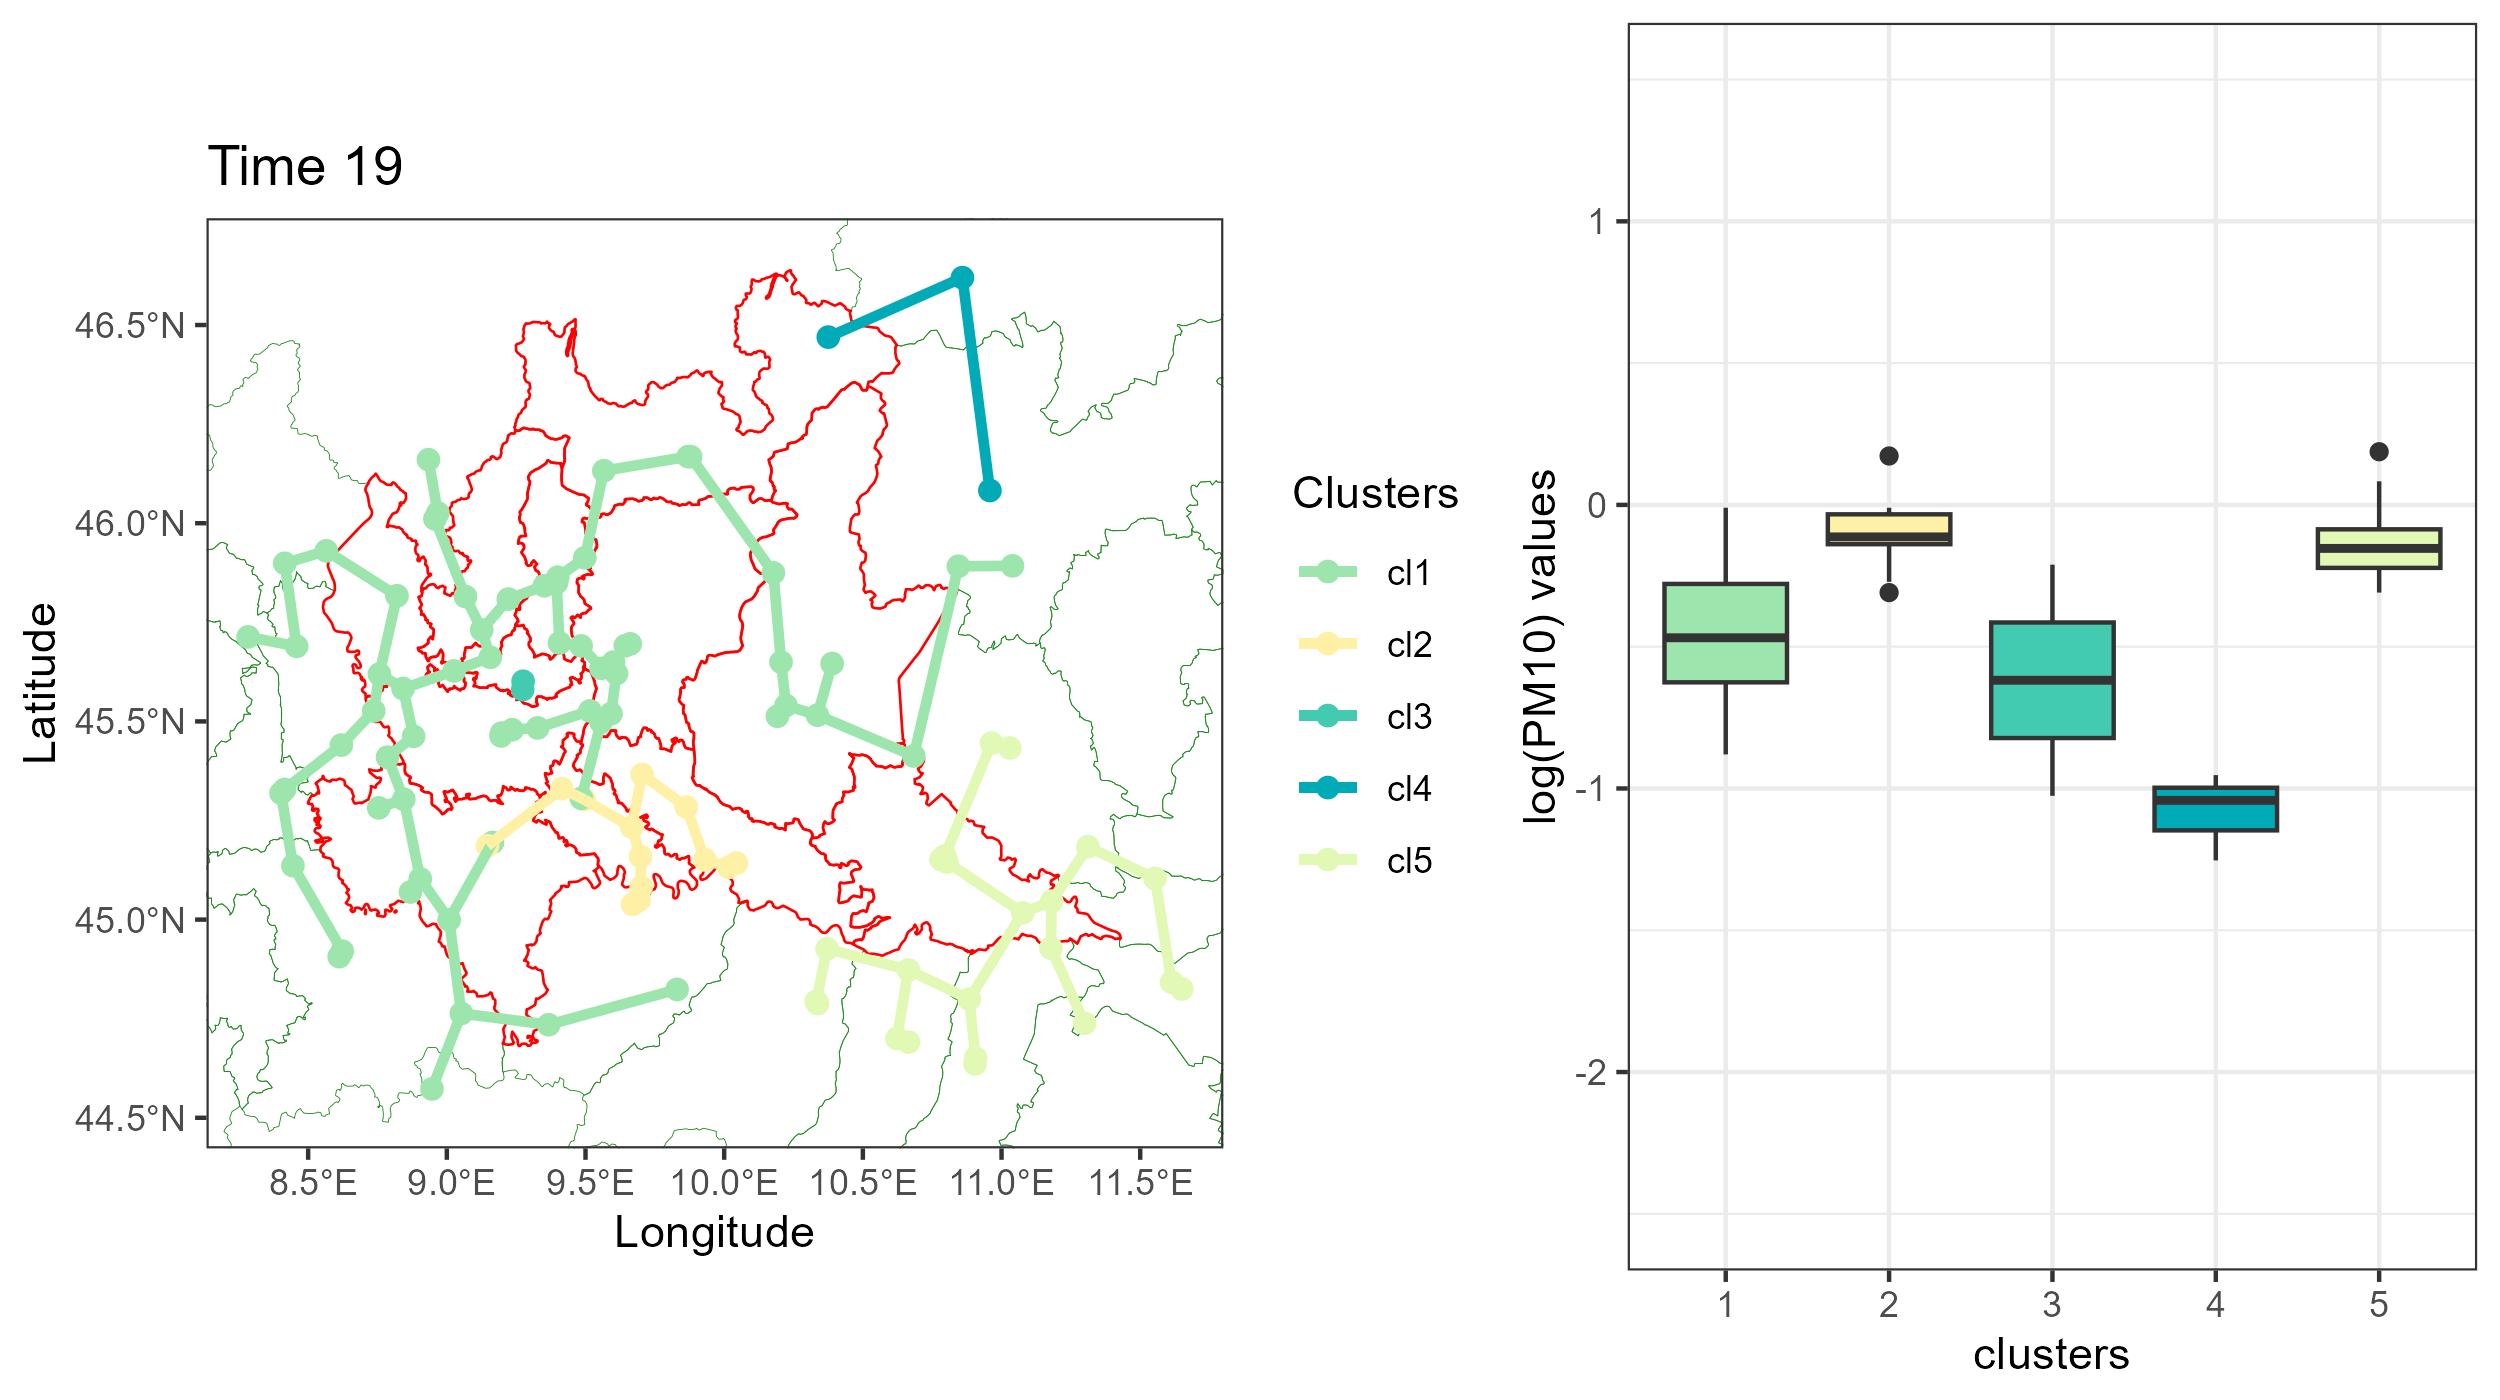 Time 19
46.5°N
46.0°N
45.5°N
45.0°N
44.5°N
Latitude
8.5°E 9.0°E 9.5°E 10.0°E 10.5°E 11.0°E 11.5°E
Longitude
Clusters
cl1
cl2
cl3
cl4
cl5
1
0
-1
-2
log(PM10) values
1 2 3 4 5
clusters